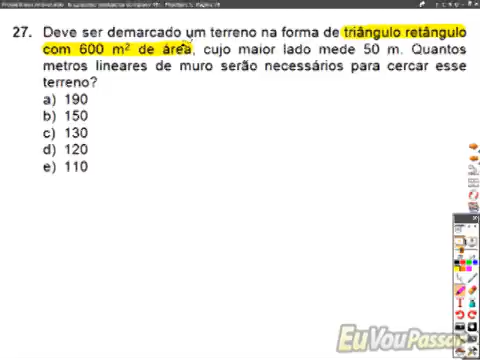 27. Deve ser demarcado um terreno na forma de triângulo retângulo
com 600 m² de área, cujo maior lado mede 50 m. Quantos
metros lineares de muro serão necessários para cercar esse
terreno?
a) 190
b) 150
c) 130
d) 120
e) 110
EuVouPassar